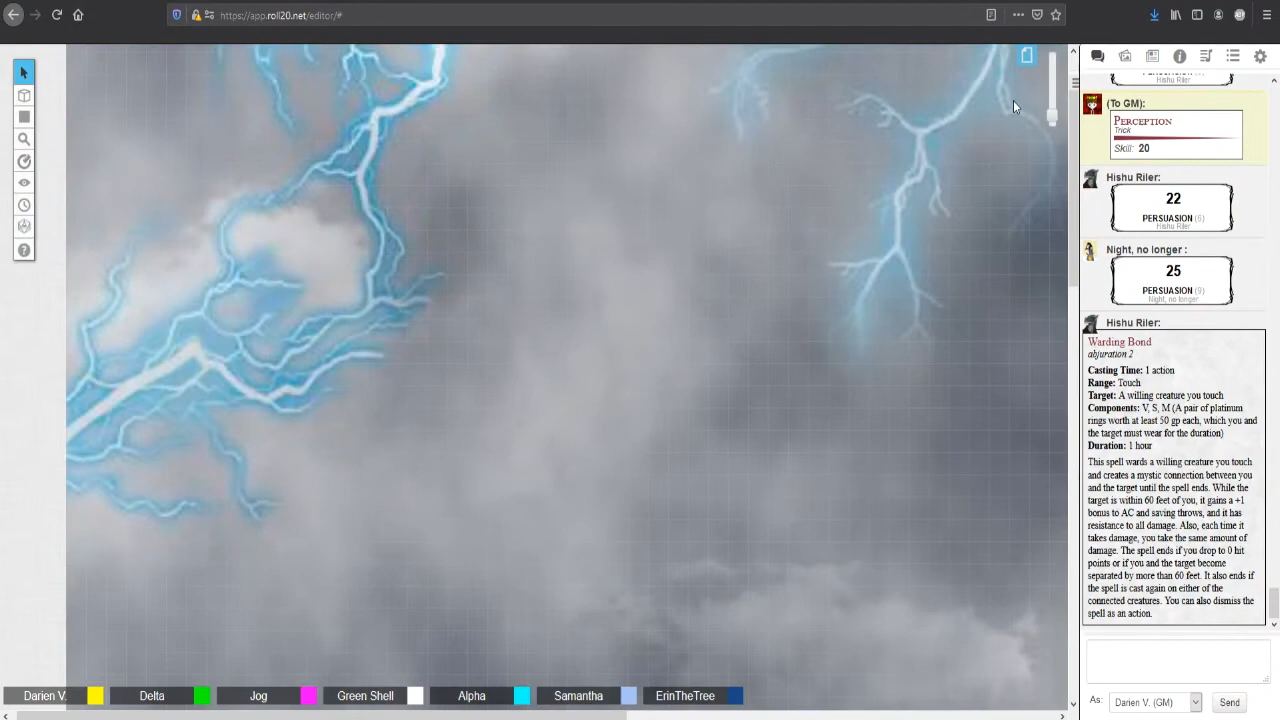 https://app.roll20.net/editor/#
Hishu Riler
(To GM):
PERCEPTION
Trick
Skill: 20
Hishu Riler:
22
PERSUASION (6)
Hishu Riler
Night, no longer :
25
PERSUASION (9)
Night, no longer
Hishu Riler:
Warding Bond
abjuration 2
Casting Time: 1 action
Range: Touch
Target: A willing creature you touch
Components: V, S, M (A pair of platinum
rings worth at least 50 gp each, which you and
the target must wear for the duration)
Duration: 1 hour
This spell wards a willing creature you touch
and creates a mystic connection between you
and the target until the spell ends. While the
target is within 60 feet of you, it gains a +1
bonus to AC and saving throws, and it has
resistance to all damage. Also, each time it
takes damage, you take the same amount of
damage. The spell ends if you drop to 0 hit
points or if you and the target become
separated by more than 60 feet. It also ends if
the spell is cast again on either of the
connected creatures. You can also dismiss the
spell as an action.
As: Darien V. (GM) Send
Darien V. Delta Jog Green Shell Alpha Samantha ErinTheTree